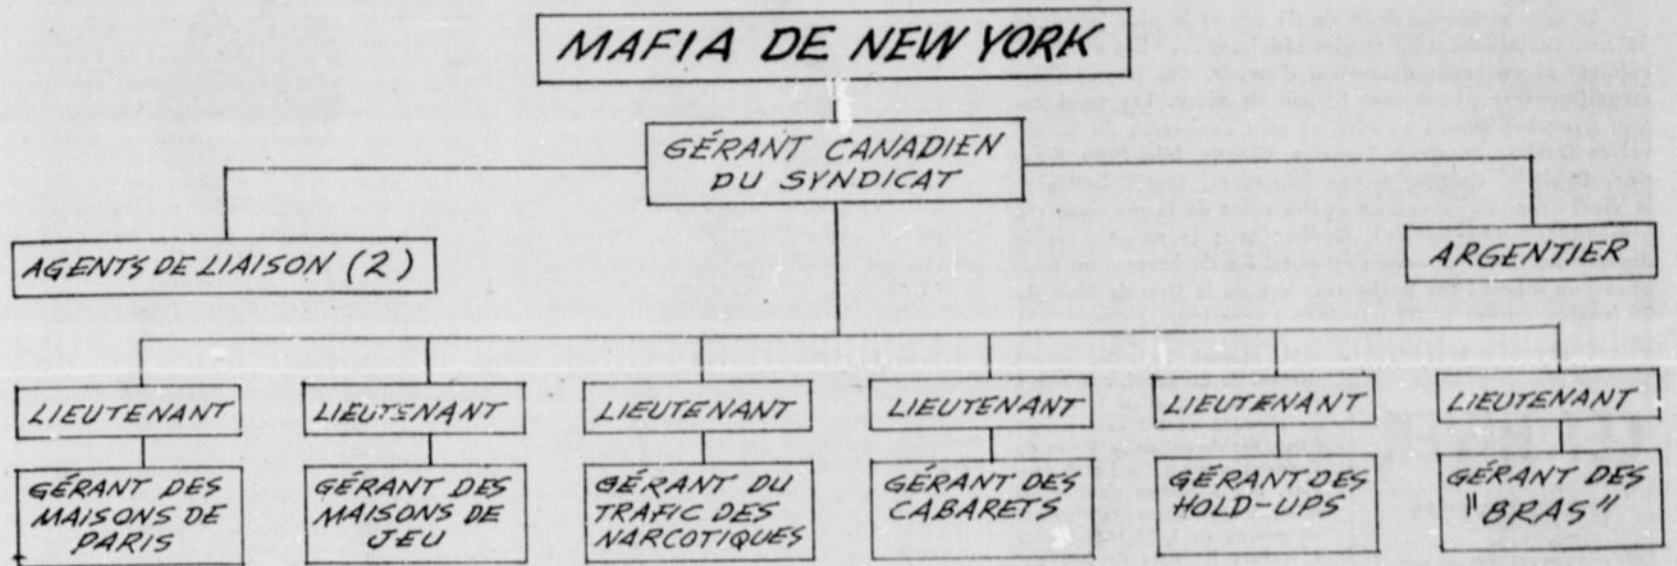 MAFIA DE NEW YORK
GÉRANT CANADIEN
DU SYNDICAT
AGENTS DE LIAISON (2)
ARGENTIER
LIEUTENANT
LIEUTENANT
LIEUTENANT
LIEUTENANT
LIEUTENANT
LIEUTENANT
GÉRANT DES
MAISONS DE
PARIS
GÉRANT DES
MAISONS DE
JEU
GÉRANT DU
TRAFIC DES
NARCOTIQUES
GÉRANT DES
CABARETS
GÉRANT DES
HOLD-UPS
GÉRANT DES
"BRAS"